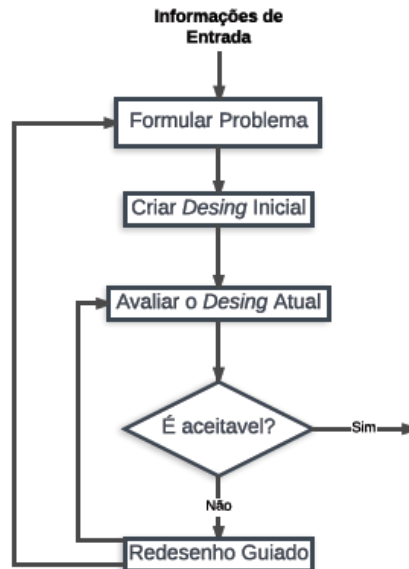 Informações de
Entrada
Formular Problema
Criar Desing Inicial
Avaliar o Desing Atual
É aceitavel?
Sim
Não
Redesenho Guiado